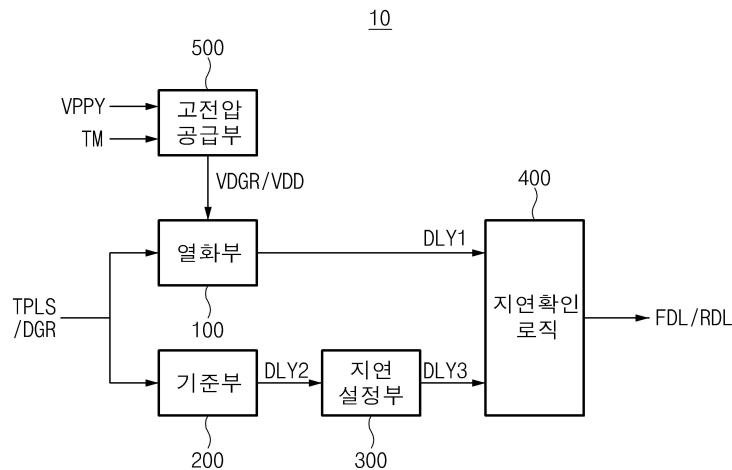 10
500
VPPY
TM
고전압
공급부
VDGR/VDD
400
열화부
DLY1
100
TPLS
/DGR
지연확인
로직
FDL/RDL
기준부
DLY2
지연
설정부
DLY3
200
300